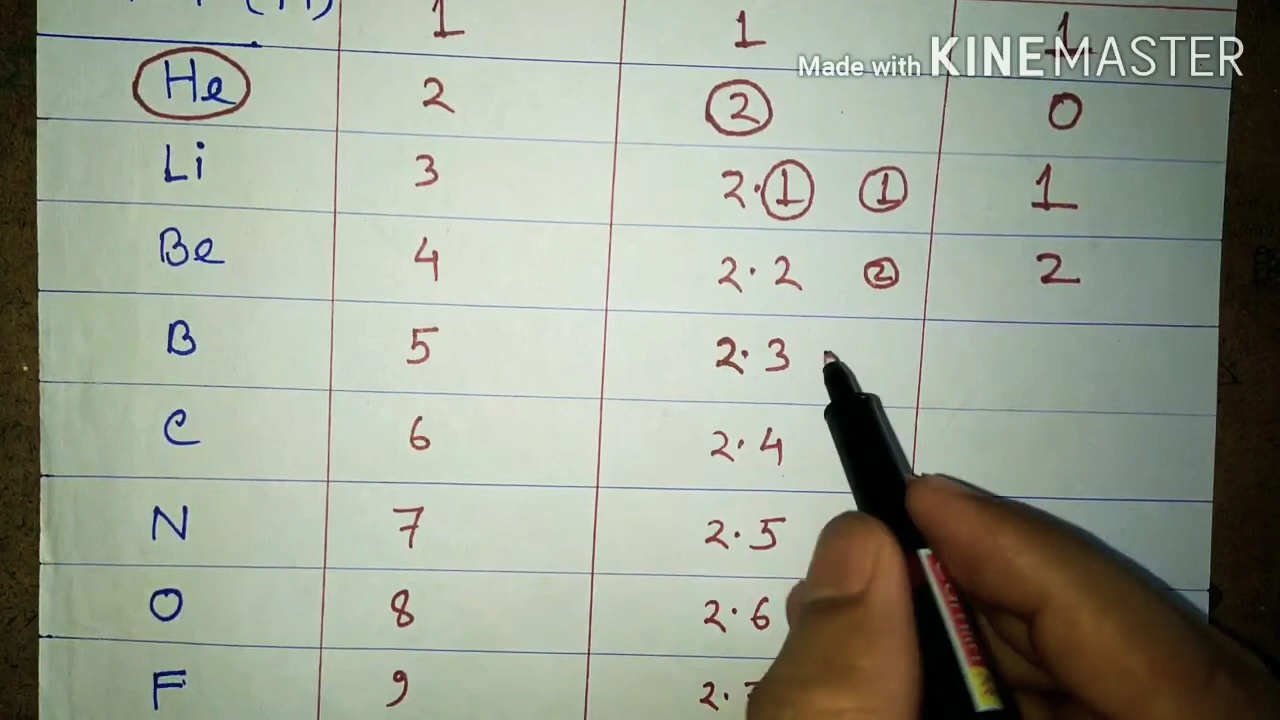 1 1 1
Made with KINEMASTER
He 2 2 0
Li 3 2·1 1 1
Be 4 2·2 2 2
B 5 2·3
C 6 2·4
N 7 2·5
O 8 2·6
F 9 2·